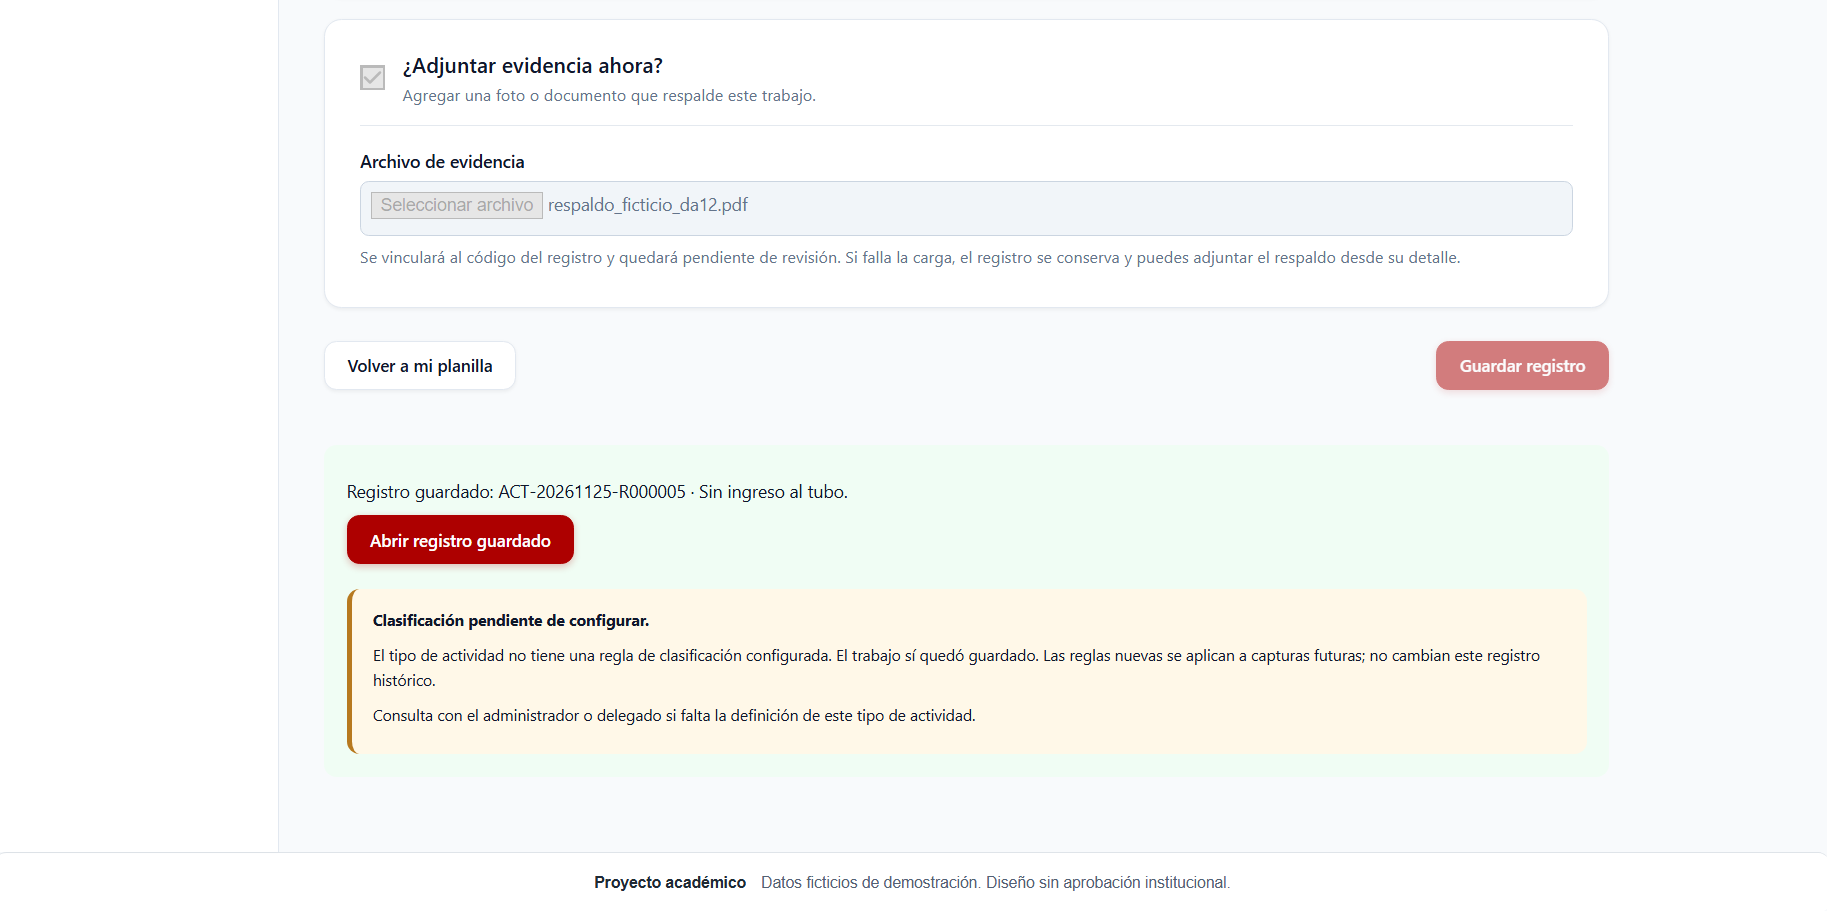 ¿Adjuntar evidencia ahora?
Agregar una foto o documento que respalde este trabajo.
Archivo de evidencia
Seleccionar archivo respaldo_ficticio_da12.pdf
Se vinculará al código del registro y quedará pendiente de revisión. Si falla la carga, el registro se conserva y puedes adjuntar el respaldo desde su detalle.
Volver a mi planilla
Guardar registro
Registro guardado: ACT-20261125-R000005 · Sin ingreso al tubo.
Abrir registro guardado
Clasificación pendiente de configurar.
El tipo de actividad no tiene una regla de clasificación configurada. El trabajo sí quedó guardado. Las reglas nuevas se aplican a capturas futuras; no cambian este registro
histórico.
Consulta con el administrador o delegado si falta la definición de este tipo de actividad.
Proyecto académico Datos ficticios de demostración. Diseño sin aprobación institucional.